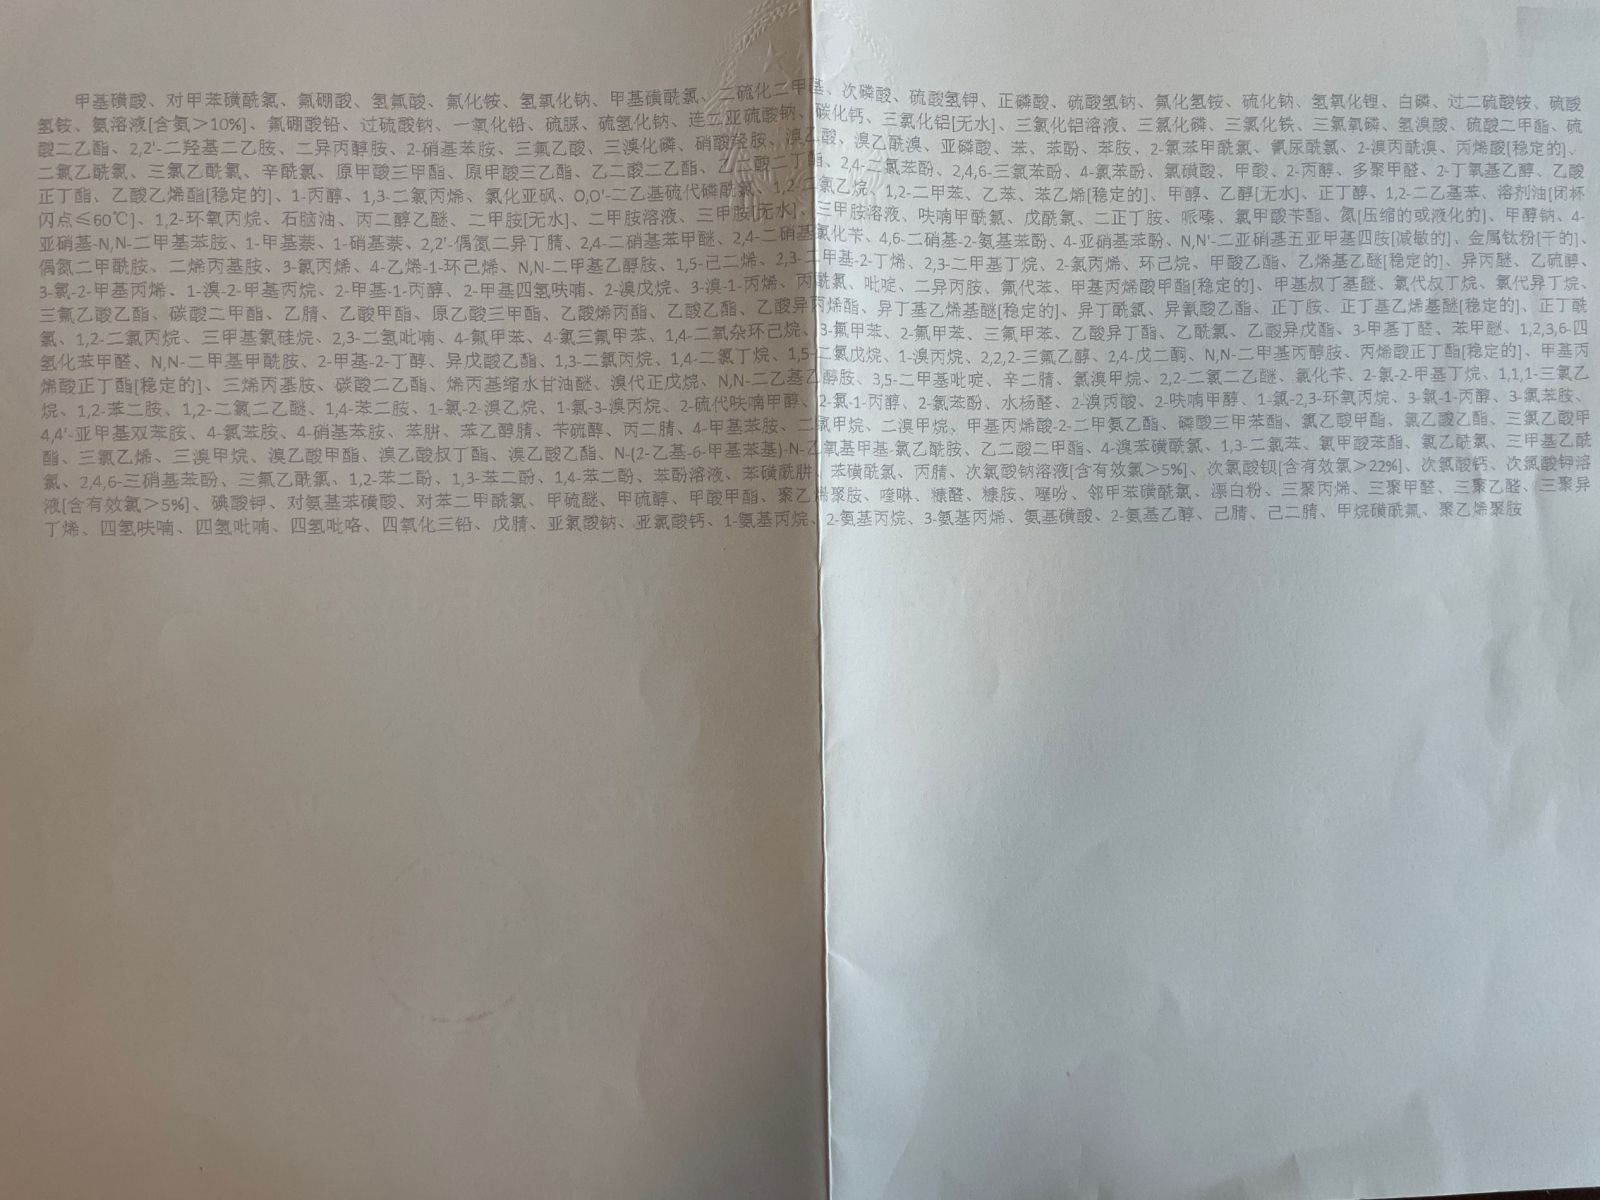 甲基磺酸、对甲苯磺酰氯、氟硼酸、氢氟酸、氟化铵、氢氧化钠、甲基磺酰氯、二硫化二甲基、次磷酸、硫酸氢钾、正磷酸、硫酸氢钠、氟化氢铵、硫化钠、氢氧化锂、白磷、过二硫酸铵、硫酸
氢铵、氨溶液[含氨＞10%]、氟硼酸铅、过硫酸钠、一氧化铅、硫脲、硫氢化钠、连二亚硫酸钠、碳化钙、三氯化铝[无水]、三氯化铝溶液、三氯化磷、三氯化铁、三氯氧磷、氢溴酸、硫酸二甲酯、硫
酸二乙酯、2,2'-二羟基二乙胺、二异丙醇胺、2-硝基苯胺、三氟乙酸、三溴化磷、硝酸羟胺、溴乙酸、溴乙酰溴、亚磷酸、苯、苯酚、苯胺、2-氯苯甲酰氯、氰尿酰氯、2-溴丙酰溴、丙烯酸[稳定的]、
二氯乙酰氯、三氯乙酰氯、辛酰氯、原甲酸三甲酯、原甲酸三乙酯、乙二酸二乙酯、乙二酸二丁酯、2,4-二氯苯酚、2,4,6-三氯苯酚、4-氯苯酚、氯磺酸、甲酸、2-丙醇、多聚甲醛、2-丁氧基乙醇、乙酸
正丁酯、乙酸乙烯酯[稳定的]、1-丙醇、1,3-二氯丙烯、氯化亚砜、O,O'-二乙基硫代磷酰氯、1,2-二氯乙烷、1,2-二甲苯、乙苯、苯乙烯[稳定的]、甲醇、乙醇[无水]、正丁醇、1,2-二乙基苯、溶剂油[闭杯
闪点≤60℃]、1,2-环氧丙烷、石脑油、丙二醇乙醚、二甲胺[无水]、二甲胺溶液、三甲胺[无水]、三甲胺溶液、呋喃甲酰氯、戊酰氯、二正丁胺、哌嗪、氯甲酸苄酯、氮[压缩的或液化的]、甲醇钠、4-
亚硝基-N,N-二甲基苯胺、1-甲基萘、1-硝基萘、2,2'-偶氮二异丁腈、2,4-二硝基苯甲醚、2,4-二硝基氯化苄、4,6-二硝基-2-氨基苯酚、4-亚硝基苯酚、N,N'-二亚硝基五亚甲基四胺[减敏的]、金属钛粉[干的]、
偶氮二甲酰胺、二烯丙基胺、3-氯丙烯、4-乙烯-1-环己烯、N,N-二甲基乙醇胺、1,5-己二烯、2,3-二甲基-2-丁烯、2,3-二甲基丁烷、2-氯丙烯、环己烷、甲酸乙酯、乙烯基乙醚[稳定的]、异丙醚、乙硫醇、
3-氯-2-甲基丙烯、1-溴-2-甲基丙烷、2-甲基-1-丙醇、2-甲基四氢呋喃、2-溴戊烷、3-溴-1-丙烯、丙酰氯、吡啶、二异丙胺、氟代苯、甲基丙烯酸甲酯[稳定的]、甲基叔丁基醚、氯代叔丁烷、氯代异丁烷、
三氟乙酸乙酯、碳酸二甲酯、乙腈、乙酸甲酯、原乙酸三甲酯、乙酸烯丙酯、乙酸乙酯、乙酸异丙烯酯、异丁基乙烯基醚[稳定的]、异丁酰氯、异氰酸乙酯、正丁胺、正丁基乙烯基醚[稳定的]、正丁酰
氯、1,2-二氯丙烷、三甲基氯硅烷、2,3-二氢吡喃、4-氟甲苯、4-氯三氟甲苯、1,4-二氧杂环己烷、3-氟甲苯、2-氟甲苯、三氟甲苯、乙酸异丁酯、乙酰氯、乙酸异戊酯、3-甲基丁醛、苯甲醚、1,2,3,6-四
氢化苯甲醛、N,N-二甲基甲酰胺、2-甲基-2-丁醇、异戊酸乙酯、1,3-二氯丙烷、1,4-二氯丁烷、1,5-二氯戊烷、1-溴丙烷、2,2,2-三氟乙醇、2,4-戊二酮、N,N-二甲基丙醇胺、丙烯酸正丁酯[稳定的]、甲基丙
烯酸正丁酯[稳定的]、三烯丙基胺、碳酸二乙酯、烯丙基缩水甘油醚、溴代正戊烷、N,N-二乙基乙醇胺、3,5-二甲基吡啶、辛二腈、氯溴甲烷、2,2-二氯二乙醚、氯化苄、2-氯-2-甲基丁烷、1,1,1-三氯乙
烷、1,2-苯二胺、1,2-二氯二乙醚、1,4-苯二胺、1-氯-2-溴乙烷、1-氯-3-溴丙烷、2-硫代呋喃甲醇、2-氯-1-丙醇、2-氯苯酚、水杨醛、2-溴丙酸、2-呋喃甲醇、1-氯-2,3-环氧丙烷、3-氯-1-丙醇、3-氯苯胺、
4,4'-亚甲基双苯胺、4-氯苯胺、4-硝基苯胺、苯肼、苯乙醇腈、苄硫醇、丙二腈、4-甲基苯胺、二氯甲烷、二溴甲烷、甲基丙烯酸-2-二甲氨乙酯、磷酸三甲苯酯、氯乙酸甲酯、氯乙酸乙酯、三氯乙酸甲
酯、三氯乙烯、三溴甲烷、溴乙酸甲酯、溴乙酸叔丁酯、溴乙酸乙酯、N-(2-乙基-6-甲基苯基)-N-乙氧基甲基-氯乙酰胺、乙二酸二甲酯、4-溴苯磺酰氯、1,3-二氯苯、氯甲酸苯酯、氯乙酰氯、三甲基乙酰
氯、2,4,6-三硝基苯酚、三氟乙酰氯、1,2-苯二酚、1,3-苯二酚、1,4-苯二酚、苯酚溶液、苯磺酰肼、苯磺酰氯、丙腈、次氯酸钠溶液[含有效氯＞5%]、次氯酸钡[含有效氯＞22%]、次氯酸钙、次氯酸钾溶
液[含有效氯＞5%]、碘酸钾、对氨基苯磺酸、对苯二甲酰氯、甲硫醚、甲硫醇、甲酸甲酯、聚乙烯聚胺、喹啉、糠醛、糠胺、噻吩、邻甲苯磺酰氯、漂白粉、三聚丙烯、三聚甲醛、三聚乙醛、三聚异
丁烯、四氢呋喃、四氢吡喃、四氢吡咯、四氧化三铅、戊腈、亚氯酸钠、亚氯酸钙、1-氨基丙烷、2-氨基丙烷、3-氨基丙烯、氨基磺酸、2-氨基乙醇、己腈、己二腈、甲烷磺酰氟、聚乙烯聚胺